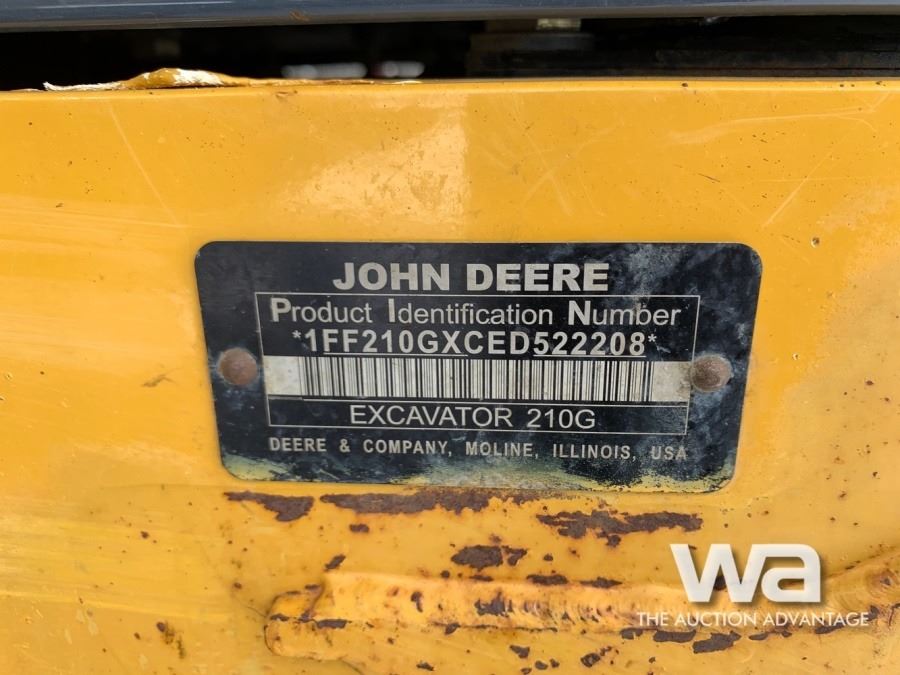 JOHN DEERE
Product Identification Number
*1FF210GXCED522208*
EXCAVATOR 210G
DEERE & COMPANY, MOLINE, ILLINOIS, USA
wa
THE AUCTION ADVANTAGE